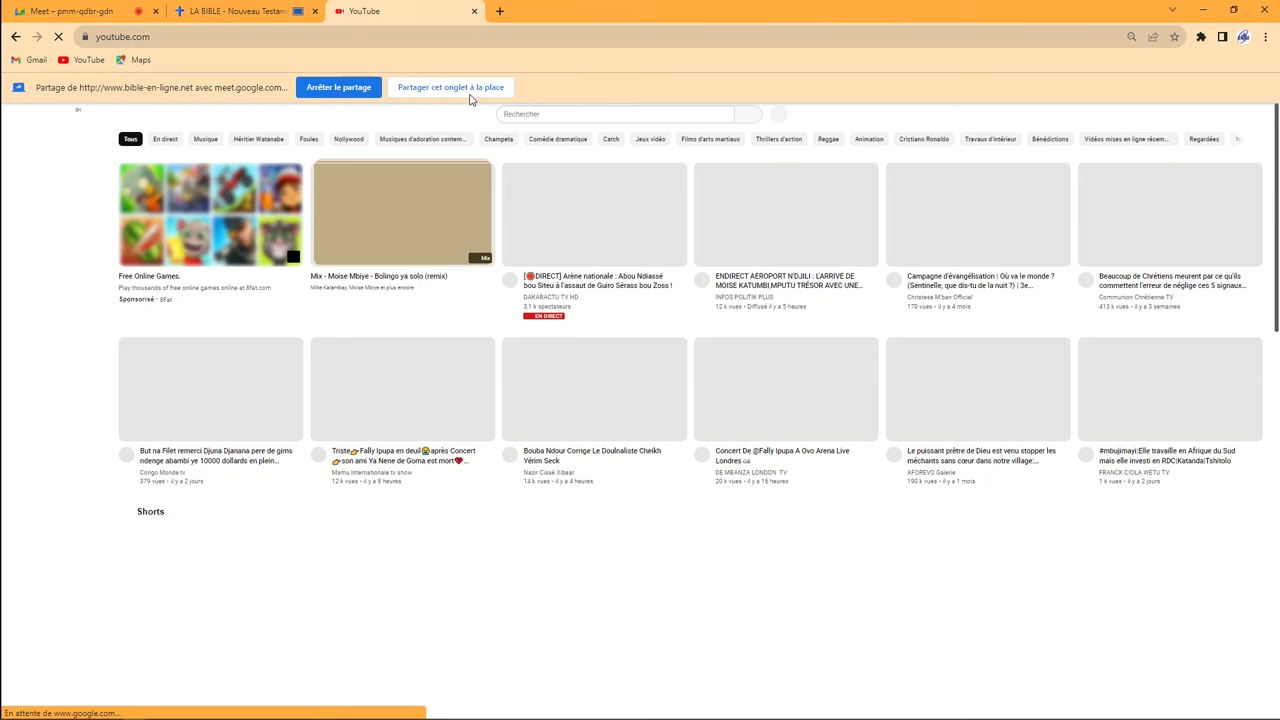 Meet – pmm-qdbr-gdn
LA BIBLE - Nouveau Testam
YouTube
youtube.com
Gmail
YouTube
Maps
Partage de http://www.bible-en-ligne.net avec meet.google.com...
Arrêter le partage
Partager cet onglet à la place
Rechercher
Tous
En direct
Musique
Héritier Watanabe
Foules
Nollywood
Musiques d'adoration contem...
Champeta
Comédie dramatique
Catch
Jeux vidéo
Films d'arts martiaux
Thrillers d'action
Reggae
Animation
Cristiano Ronaldo
Travaux d'intérieur
Bénédictions
Vidéos mises en ligne récem...
Regardées
Mix
Free Online Games.
Play thousands of free online games online at 8fat.com
Sponsorisé • 8Fat
Mix - Moise Mbiye - Bolingo ya solo (remix)
Mike Kalambay, Moise Mbiye et plus encore
[🔴DIRECT] Arène nationale : Abou Ndiassé
bou Siteu à l'assaut de Guiro Sérass bou Zoss !
DAKARACTU TV HD
3.1 k spectateurs
EN DIRECT
ENDIRECT AEROPORT N'DJILI : L'ARRIVE DE
MOISE KATUMBI,MPUTU TRÉSOR AVEC UNE...
INFOS POLITIK PLUS
12 k vues • Diffusé il y a 5 heures
Campagne d'évangélisation | Où va le monde ?
(Sentinelle, que dis-tu de la nuit ?) | 3e...
Christese M'ban Officiel
170 vues • il y a 4 mois
Beaucoup de Chrétiens meurent par ce qu'ils
commettent l'erreur de néglige ces 5 signaux...
Communion Chrétienne TV
413 k vues • il y a 3 semaines
But na Filet remerci Djuna Djanana pere de gims
ndenge abambi ye 10000 dollards en plein...
Congo Monde tv
379 vues • il y a 2 jours
Triste👉Fally Ipupa en deuil😭après Concert
👉son ami Ya Nene de Goma est mort💔...
Mamu Internationale tv show
12 k vues • il y a 8 heures
Bouba Ndour Corrige Le Doulnaliste Cheikh
Yérim Seck
Nazir Cissé Xibaar
14 k vues • il y a 4 heures
Concert De @Fally Ipupa A Ovo Arena Live
Londres 🇬🇧
DE MBANZA LONDON TV
20 k vues • il y a 16 heures
Le puissant prêtre de Dieu est venu stopper les
méchants sans cœur dans notre village:...
AFOREVO Galerie
190 k vues • il y a 1 mois
#mbujimayi:Elle travaille en Afrique du Sud
mais elle investi en RDC|Katanda|Tshitolo
FRANCK CIOLA WETU TV
1 k vues • il y a 2 jours
Shorts
En attente de www.google.com...